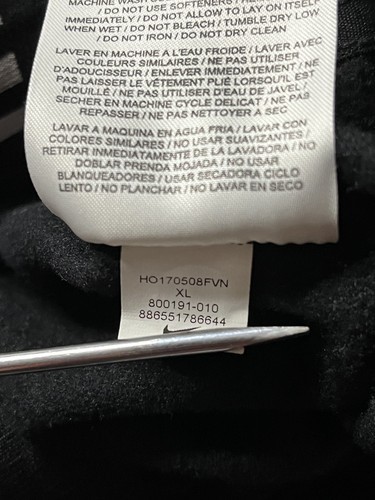 / DO NOT USE SOFTENERS /
IMMEDIATELY / DO NOT ALLOW TO LAY ON ITSELF
WHEN WET / DO NOT BLEACH / TUMBLE DRY LOW
/ DO NOT IRON / DO NOT DRY CLEAN
LAVER EN MACHINE A L'EAU FROIDE / LAVER AVEC
COULEURS SIMILAIRES / NE PAS UTILISER
D'ADOUCISSEUR / ENLEVER IMMEDIATEMENT / NE
PAS LAISSER LE VÊTEMENT PLIÉ LORSQU'IL EST
MOUILLÉ / NE PAS UTILISER D'EAU DE JAVEL /
SECHER EN MACHINE CYCLE DELICAT / NE PAS
REPASSER / NE PAS NETTOYER A SEC
LAVAR A MAQUINA EN AGUA FRIA / LAVAR CON
COLORES SIMILARES / NO USAR SUAVIZANTES /
RETIRAR INMEDIATAMENTE DE LA LAVADORA / NO
DOBLAR PRENDA MOJADA / NO USAR
BLANQUEADORES / USAR SECADORA CICLO
LENTO / NO PLANCHAR / NO LAVAR EN SECO
HO170508FVN
XL
800191-010
886551786644